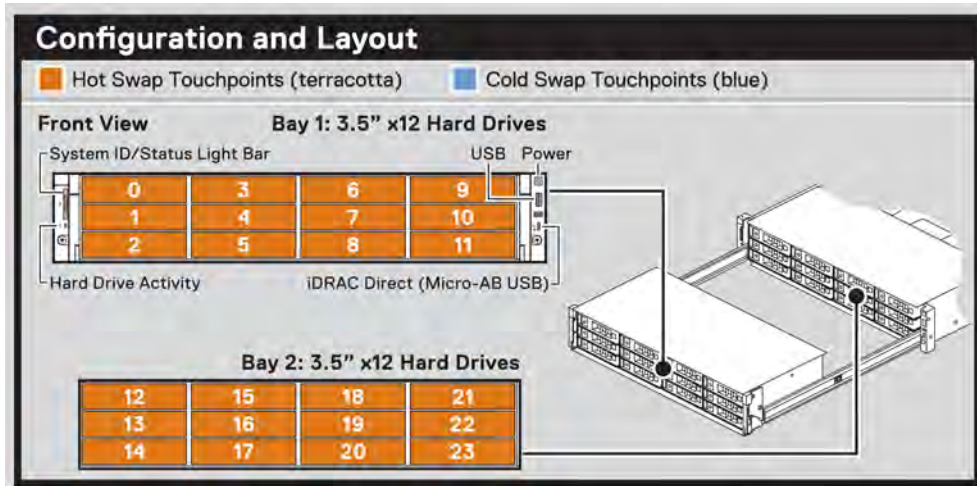 Configuration and Layout
Hot Swap Touchpoints (terracotta) Cold Swap Touchpoints (blue)
Front View Bay 1: 3.5” x12 Hard Drives
System ID/Status Light Bar USB Power
0 3 6 9
1 4 7 10
2 5 8 11
Hard Drive Activity iDRAC Direct (Micro-AB USB)
Bay 2: 3.5” x12 Hard Drives
12 15 18 21
13 16 19 22
14 17 20 23